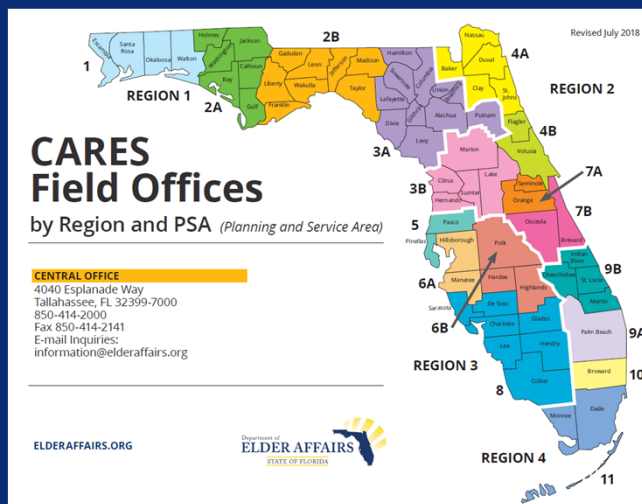 Revised July 2018
CARES
Field Offices
by Region and PSA (Planning and Service Area)
CENTRAL OFFICE
4040 Esplanade Way
Tallahassee, FL 32399-7000
850-414-2000
Fax 850-414-2141
E-mail Inquiries:
information@elderaffairs.org
ELDERAFFAIRS.ORG
Department of
ELDER AFFAIRS
STATE OF FLORIDA
1
REGION 1
2A
2B
3A
REGION 2
4A
4B
3B
7A
7B
5
6A
6B
REGION 3
8
9B
9A
10
REGION 4
11
Escambia
Santa
Rosa
Okaloosa
Walton
Holmes
Washington
Jackson
Bay
Calhoun
Gulf
Gadsden
Liberty
Franklin
Leon
Wakulla
Jefferson
Madison
Taylor
Hamilton
Suwannee
Columbia
Lafayette
Dixie
Gilchrist
Union
Bradford
Alachua
Levy
Putnam
Nassau
Baker
Duval
Clay
St.
Johns
Flagler
Volusia
Marion
Citrus
Sumter
Lake
Hernando
Seminole
Orange
Osceola
Brevard
Pasco
Pinellas
Hillsborough
Manatee
Polk
Hardee
Highlands
Sarasota
De Soto
Charlotte
Glades
Lee
Hendry
Collier
Indian
River
Okeechobee
St. Lucie
Martin
Palm Beach
Broward
Monroe
Dade